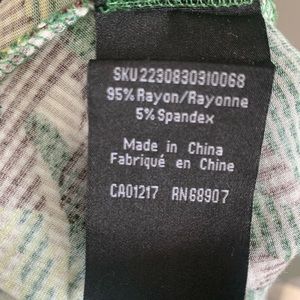 SKU2230830310068
95% Rayon/Rayonne
5% Spandex
Made in China
Fabriqué en Chine
CA01217 RN68907